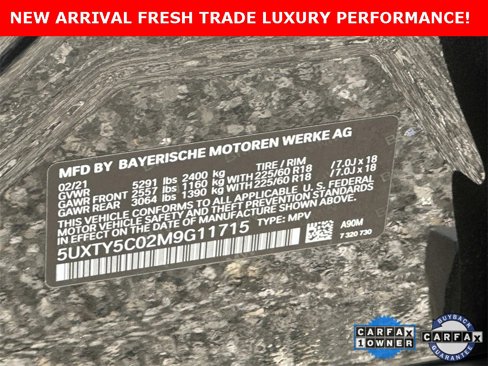 NEW ARRIVAL FRESH TRADE LUXURY PERFORMANCE!
MFD BY BAYERISCHE MOTOREN WERKE AG
02/21 TIRE / RIM
GVWR 5291 lbs 2400 kg
GAWR FRONT 2557 lbs 1160 kg WITH 225/60 R18 / 7.0J x 18
GAWR REAR 3064 lbs 1390 kg WITH 225/60 R18 / 7.0J x 18
THIS VEHICLE CONFORMS TO ALL APPLICABLE U.S. FEDERAL
MOTOR VEHICLE SAFETY AND THEFT PREVENTION STANDARDS
IN EFFECT ON THE DATE OF MANUFACTURE SHOWN ABOVE.
5UXTY5C02M9G11715 TYPE: MPV
A90M
7 320 730
CARFAX
1 OWNER
BUYBACK
CARFAX
GUARANTEE